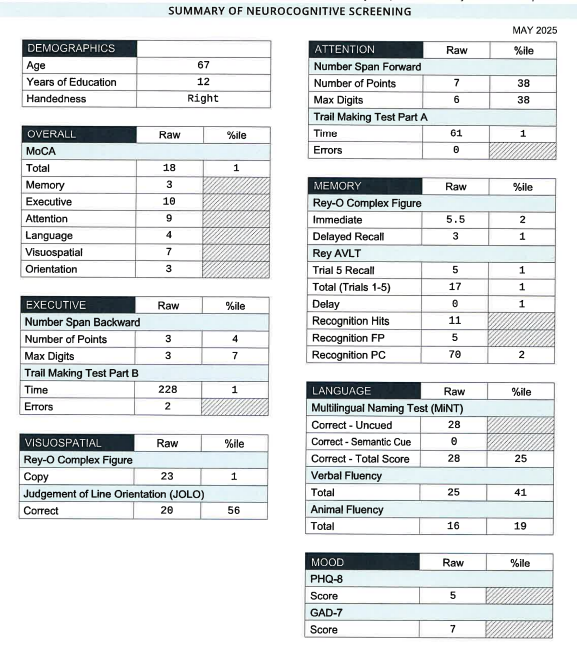 SUMMARY OF NEUROCOGNITIVE SCREENING
MAY 2025
DEMOGRAPHICS
Age 67
Years of Education 12
Handedness Right
OVERALL Raw %ile
MoCA
Total 18 1
Memory 3
Executive 10
Attention 9
Language 4
Visuospatial 7
Orientation 3
EXECUTIVE Raw %ile
Number Span Backward
Number of Points 3 4
Max Digits 3 7
Trail Making Test Part B
Time 228 1
Errors 2
VISUOSPATIAL Raw %ile
Rey-O Complex Figure
Copy 23 1
Judgement of Line Orientation (JOLO)
Correct 20 56
ATTENTION Raw %ile
Number Span Forward
Number of Points 7 38
Max Digits 6 38
Trail Making Test Part A
Time 61 1
Errors 0
MEMORY Raw %ile
Rey-O Complex Figure
Immediate 5.5 2
Delayed Recall 3 1
Rey AVLT
Trial 5 Recall 5 1
Total (Trials 1-5) 17 1
Delay 0 1
Recognition Hits 11
Recognition FP 5
Recognition PC 70 2
LANGUAGE Raw %ile
Multilingual Naming Test (MiNT)
Correct - Uncued 28
Correct - Semantic Cue 0
Correct - Total Score 28 25
Verbal Fluency
Total 25 41
Animal Fluency
Total 16 19
MOOD Raw %ile
PHQ-8
Score 5
GAD-7
Score 7